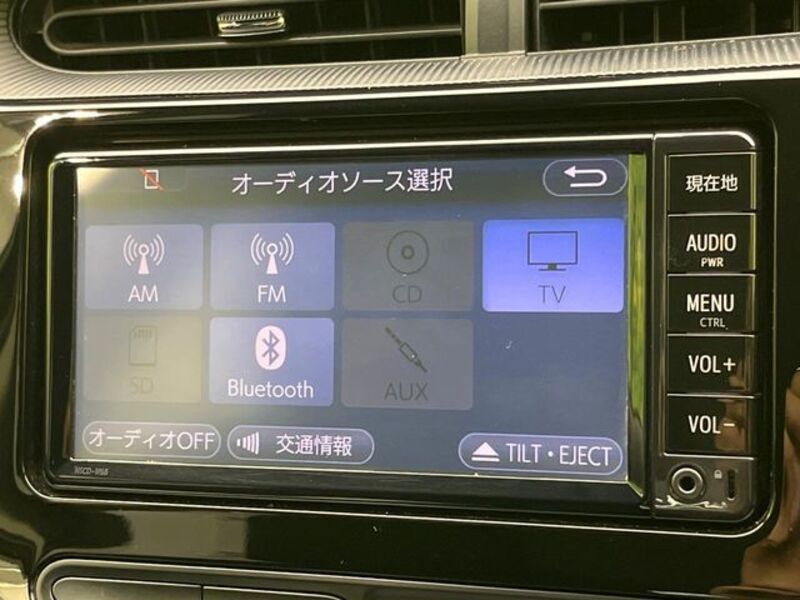 オーディオソース選択
AM
FM
CD
TV
SD
Bluetooth
AUX
オーディオOFF
交通情報
TILT・EJECT
NSCD-W66
現在地
AUDIO
PWR
MENU
CTRL
VOL+
VOL-